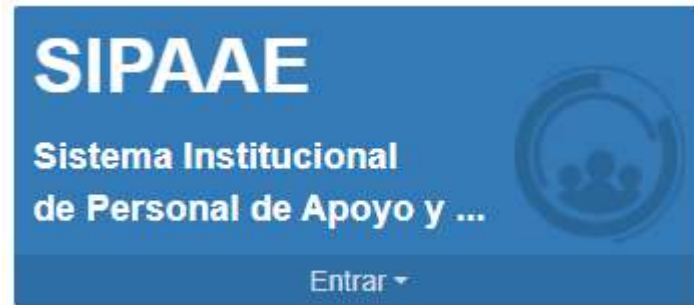 SIPAAE
Sistema Institucional
de Personal de Apoyo y ...
Entrar